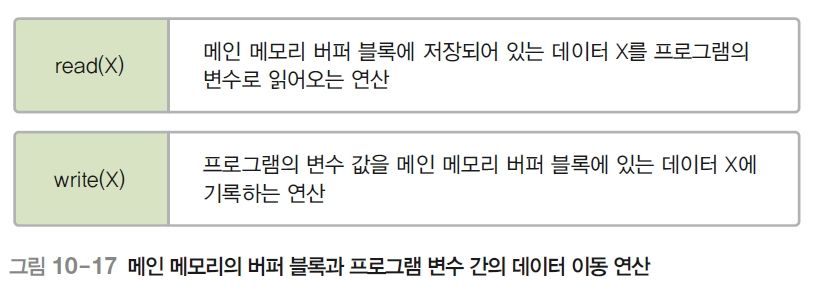 read(X)
메인 메모리 버퍼 블록에 저장되어 있는 데이터 X를 프로그램의
변수로 읽어오는 연산
write(X)
프로그램의 변수 값을 메인 메모리 버퍼 블록에 있는 데이터 X에
기록하는 연산
그림 10-17 메인 메모리의 버퍼 블록과 프로그램 변수 간의 데이터 이동 연산